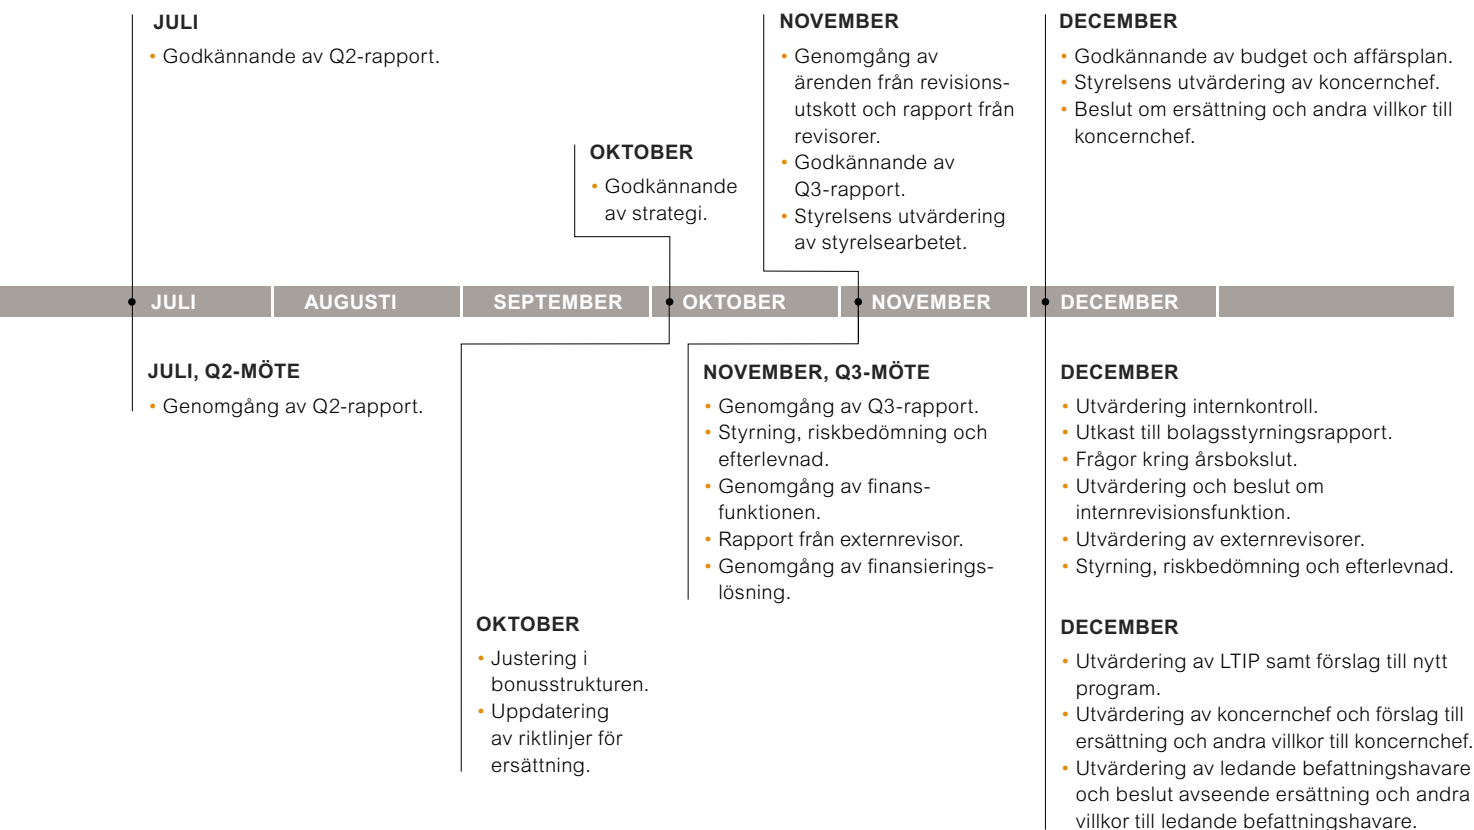 JULI
• Godkännande av Q2-rapport.
OKTOBER
• Godkännande
av strategi.
NOVEMBER
• Genomgång av
ärenden från revisions-
utskott och rapport från
revisorer.
• Godkännande av
Q3-rapport.
• Styrelsens utvärdering
av styrelsearbetet.
DECEMBER
• Godkännande av budget och affärsplan.
• Styrelsens utvärdering av koncernchef.
• Beslut om ersättning och andra villkor till
koncernchef.
JULI AUGUSTI SEPTEMBER OKTOBER NOVEMBER DECEMBER
JULI, Q2-MÖTE
• Genomgång av Q2-rapport.
OKTOBER
• Justering i
bonusstrukturen.
• Uppdatering
av riktlinjer för
ersättning.
NOVEMBER, Q3-MÖTE
• Genomgång av Q3-rapport.
• Styrning, riskbedömning och
efterlevnad.
• Genomgång av finans-
funktionen.
• Rapport från externrevisor.
• Genomgång av finansierings-
lösning.
DECEMBER
• Utvärdering internkontroll.
• Utkast till bolagsstyrningsrapport.
• Frågor kring årsbokslut.
• Utvärdering och beslut om
internrevisionsfunktion.
• Utvärdering av externrevisorer.
• Styrning, riskbedömning och efterlevnad.
DECEMBER
• Utvärdering av LTIP samt förslag till nytt
program.
• Utvärdering av koncernchef och förslag till
ersättning och andra villkor till koncernchef.
• Utvärdering av ledande befattningshavare
och beslut avseende ersättning och andra
villkor till ledande befattningshavare.